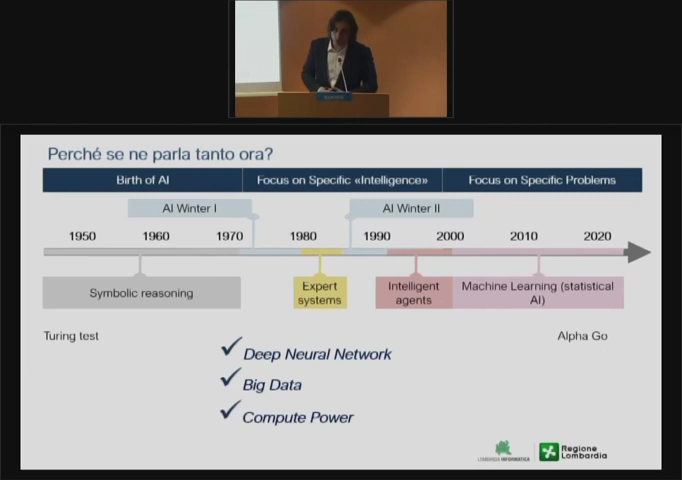 Perché se ne parla tanto ora?
Birth of AI
Focus on Specific «Intelligence»
Focus on Specific Problems
AI Winter I
AI Winter II
1950 1960 1970 1980 1990 2000 2010 2020
Symbolic reasoning
Expert
systems
Intelligent
agents
Machine Learning (statistical
AI)
Turing test
Alpha Go
Deep Neural Network
Big Data
Compute Power
LOMBARDIA INFORMATICA
Regione
Lombardia